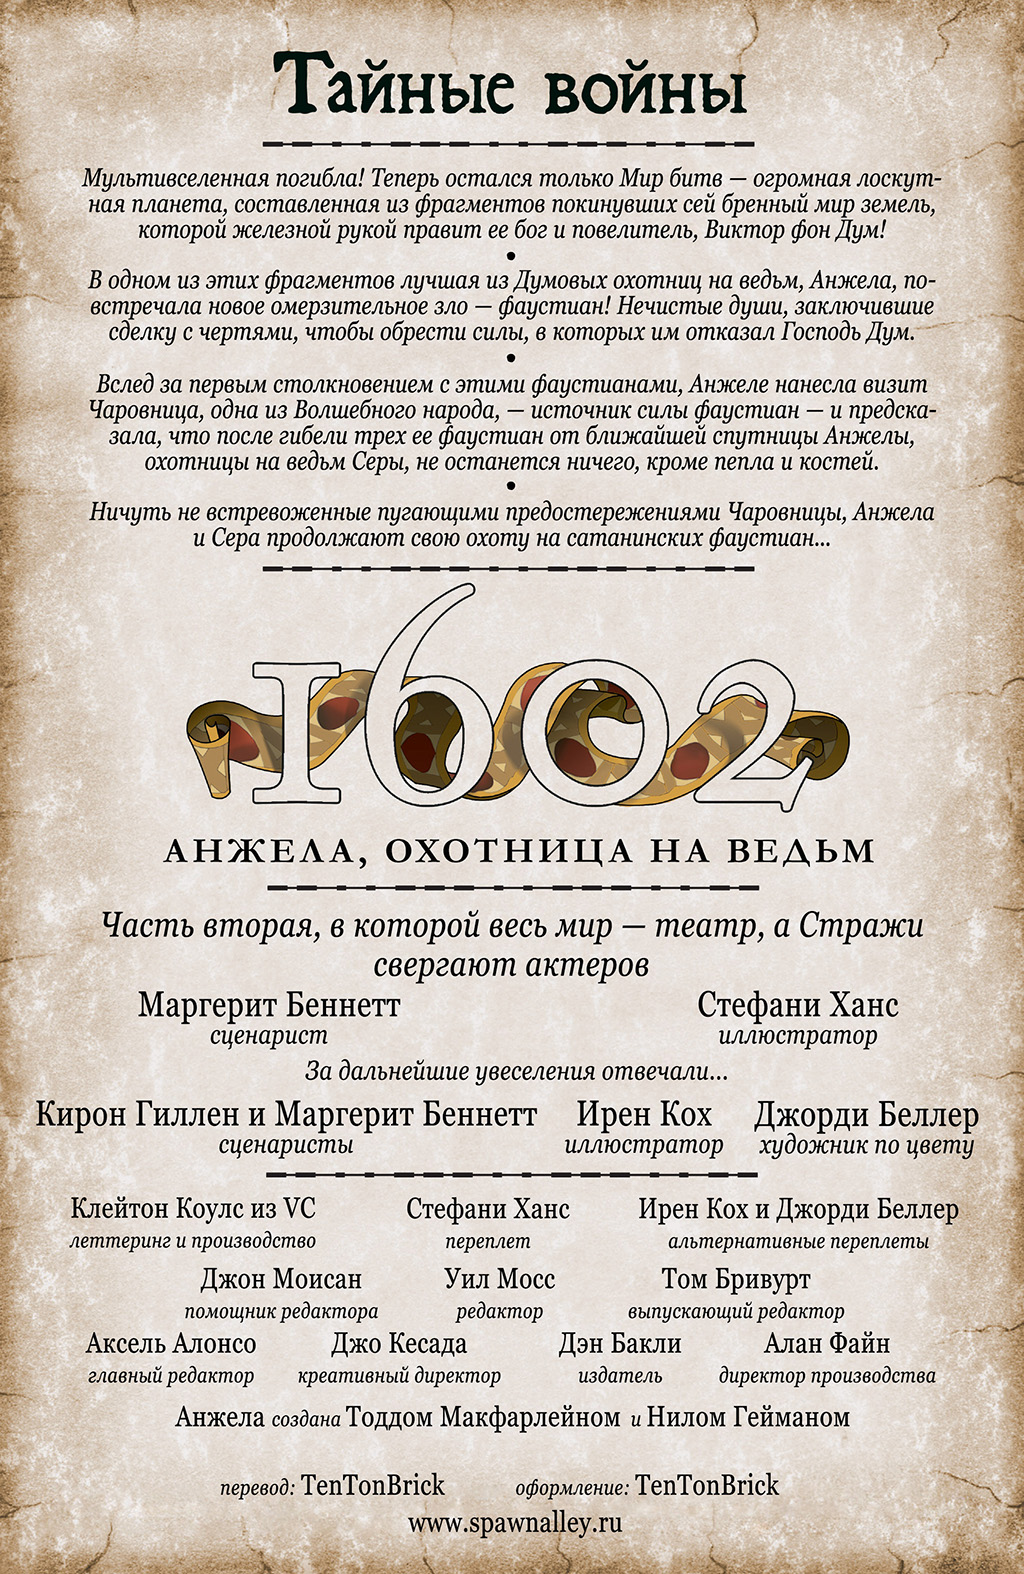 Тайные войны
Мультивселенная погибла! Теперь остался только Мир битв — огромная лоскут-
ная планета, составленная из фрагментов покинувших сей бренный мир земель,
которой железной рукой правит ее бог и повелитель, Виктор фон Дум!
•
В одном из этих фрагментов лучшая из Думовых охотниц на ведьм, Анжела, по-
встречала новое омерзительное зло — фаустиан! Нечистые души, заключившие
сделку с чертями, чтобы обрести силы, в которых им отказал Господь Дум.
•
Вслед за первым столкновением с этими фаустианами, Анжеле нанесла визит
Чаровница, одна из Волшебного народа, — источник силы фаустиан — и предска-
зала, что после гибели трех ее фаустиан от ближайшей спутницы Анжелы,
охотницы на ведьм Серы, не останется ничего, кроме пепла и костей.
•
Ничуть не встревоженные пугающими предостережениями Чаровницы, Анжела
и Сера продолжают свою охоту на сатанинских фаустиан...
1602
АНЖЕЛА, ОХОТНИЦА НА ВЕДЬМ
Часть вторая, в которой весь мир — театр, а Стражи
свергают актеров
Маргерит Беннетт Стефани Ханс
сценарист иллюстратор
За дальнейшие увеселения отвечали...
Кирон Гиллен и Маргерит Беннетт Ирен Кох Джорди Беллер
сценаристы иллюстратор художник по цвету
Клейтон Коулс из VC Стефани Ханс Ирен Кох и Джорди Беллер
леттеринг и производство переплет альтернативные переплеты
Джон Моисан Уил Мосс Том Бривурт
помощник редактора редактор выпускающий редактор
Аксель Алонсо Джо Кесада Дэн Бакли Алан Файн
главный редактор креативный директор издатель директор производства
Анжела создана Тоддом Макфарлейном и Нилом Гейманом
перевод: TenTonBrick оформление: TenTonBrick
www.spawnalley.ru